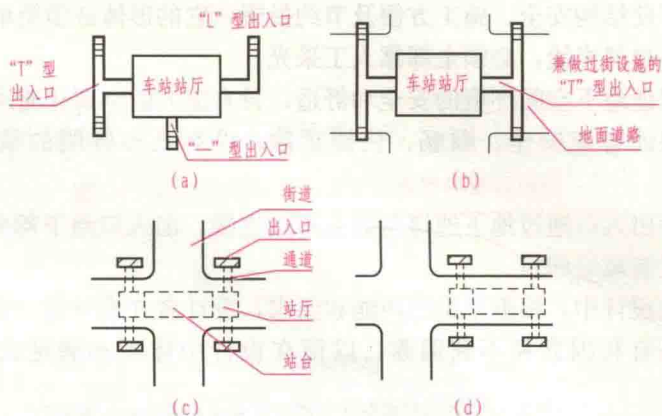 "L" 型出入口
"T" 型
出入口
车站站厅
"一" 型出入口
(a)
车站站厅
兼做过街设施的
"T" 型出入口
地面道路
(b)
街道
出入口
通道
站厅
站台
(c)
(d)